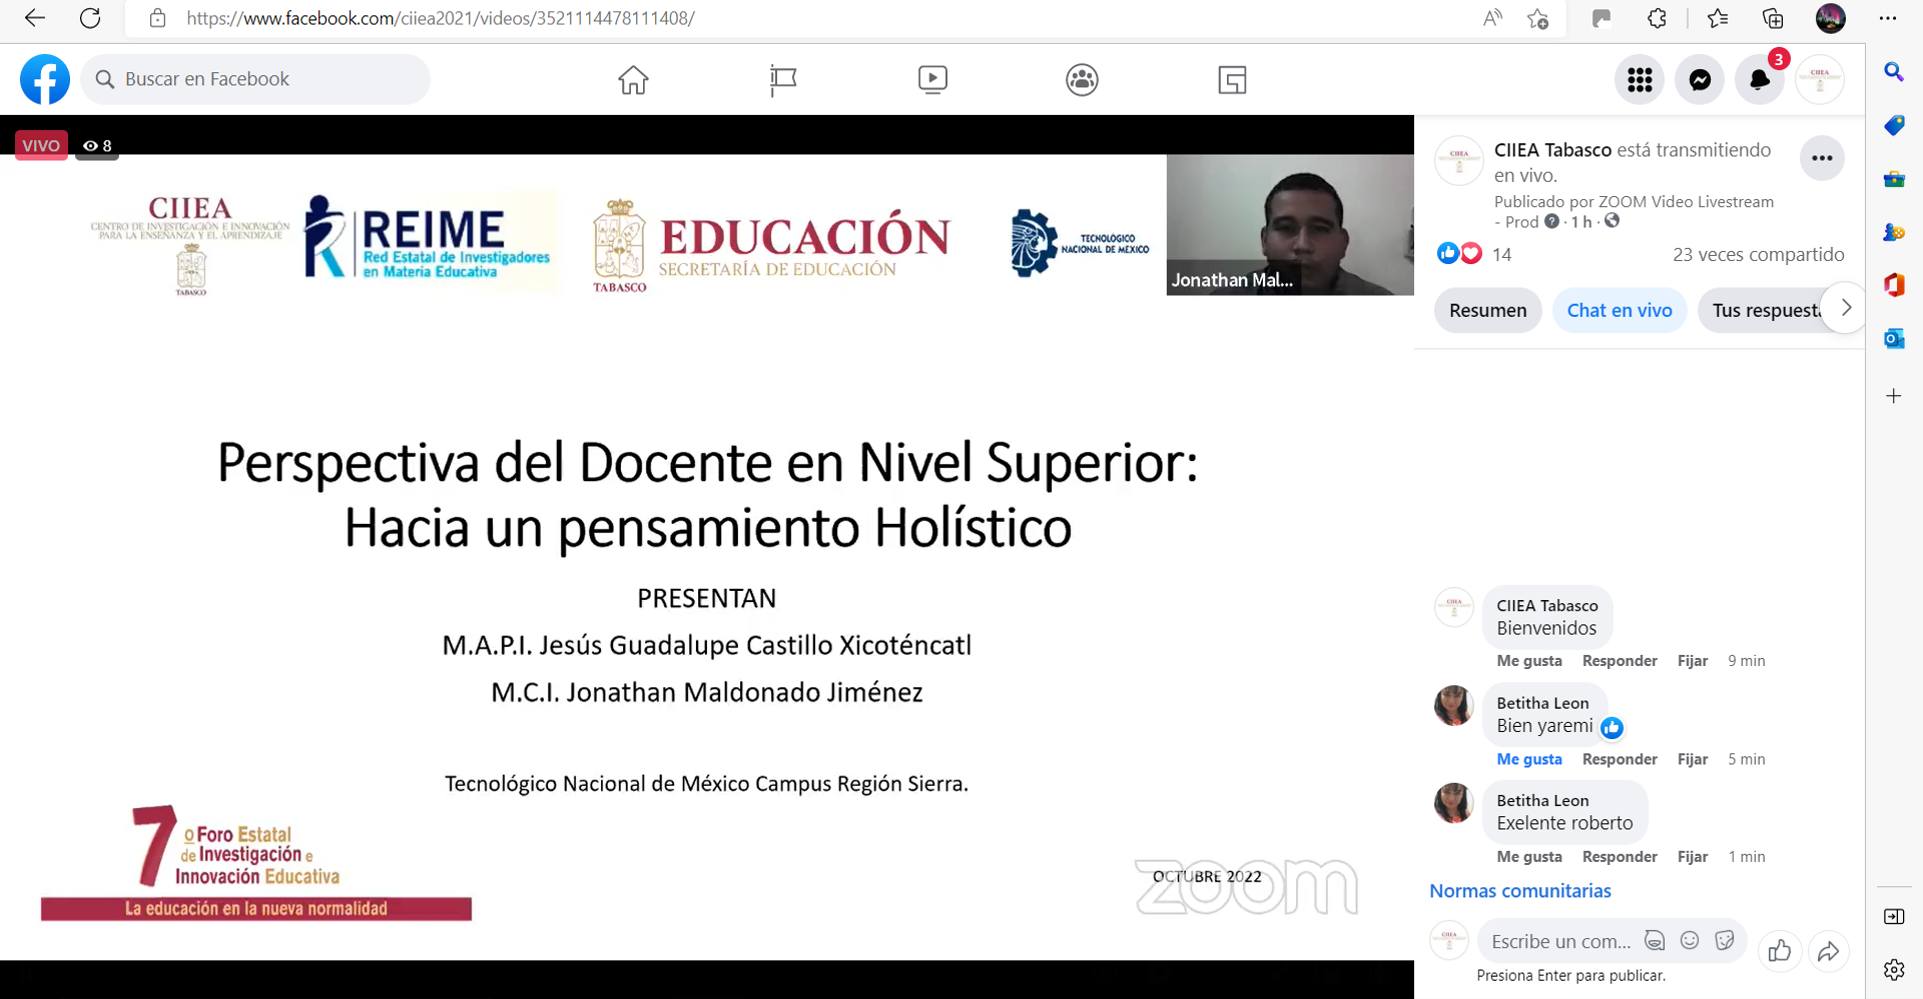 https://www.facebook.com/ciiea2021/videos/3521114478111408/
Buscar en Facebook
3
VIVO
8
CIIEA
CENTRO DE INVESTIGACIÓN E INNOVACIÓN
PARA LA ENSEÑANZA Y EL APRENDIZAJE
TABASCO
REIME
Red Estatal de Investigadores
en Materia Educativa
TABASCO
EDUCACIÓN
SECRETARÍA DE EDUCACIÓN
TECNOLÓGICO
NACIONAL DE MÉXICO
Jonathan Mal...
Perspectiva del Docente en Nivel Superior:
Hacia un pensamiento Holístico
PRESENTAN
M.A.P.I. Jesús Guadalupe Castillo Xicoténcatl
M.C.I. Jonathan Maldonado Jiménez
Tecnológico Nacional de México Campus Región Sierra.
7º Foro Estatal
de Investigación e
Innovación Educativa
La educación en la nueva normalidad
OCTUBRE 2022
zoom
CIIEA Tabasco está transmitiendo
en vivo.
Publicado por ZOOM Video Livestream
- Prod · 1 h ·
14
23 veces compartido
Resumen
Chat en vivo
Tus respuest
CIIEA Tabasco
Bienvenidos
Me gusta Responder Fijar 9 min
Betitha Leon
Bien yaremi
Me gusta Responder Fijar 5 min
Betitha Leon
Exelente roberto
Me gusta Responder Fijar 1 min
Normas comunitarias
Escribe un com...
Presiona Enter para publicar.